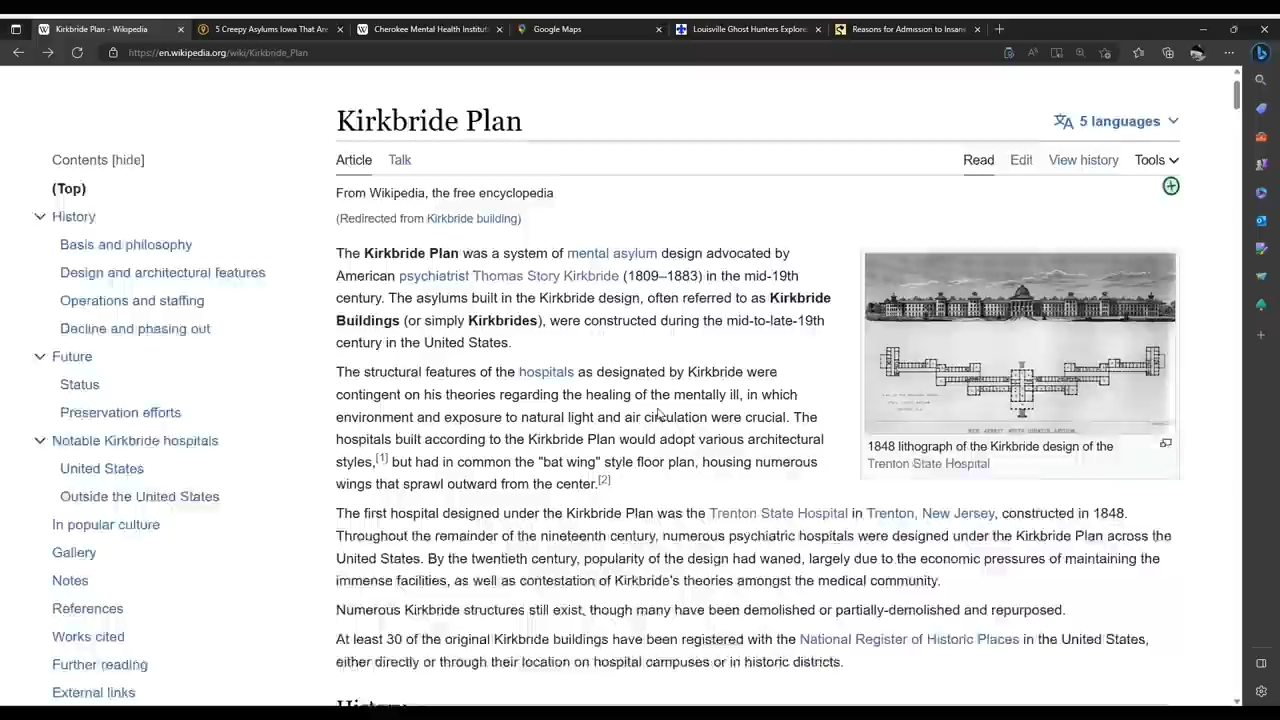 Kirkbride Plan - Wikipedia
5 Creepy Asylums Iowa That Are
Cherokee Mental Health Institut
Google Maps
Louisville Ghost Hunters Explore
Reasons for Admission to Insane
https://en.wikipedia.org/wiki/Kirkbride_Plan
Kirkbride Plan
5 languages
Contents [hide]
Article Talk
Read Edit View history Tools
(Top)
From Wikipedia, the free encyclopedia
(Redirected from Kirkbride building)
History
Basis and philosophy
Design and architectural features
Operations and staffing
Decline and phasing out
Future
Status
Preservation efforts
Notable Kirkbride hospitals
United States
Outside the United States
In popular culture
Gallery
Notes
References
Works cited
Further reading
External links
The Kirkbride Plan was a system of mental asylum design advocated by
American psychiatrist Thomas Story Kirkbride (1809–1883) in the mid-19th
century. The asylums built in the Kirkbride design, often referred to as Kirkbride
Buildings (or simply Kirkbrides), were constructed during the mid-to-late-19th
century in the United States.
The structural features of the hospitals as designated by Kirkbride were
contingent on his theories regarding the healing of the mentally ill, in which
environment and exposure to natural light and air circulation were crucial. The
hospitals built according to the Kirkbride Plan would adopt various architectural
styles,[1] but had in common the "bat wing" style floor plan, housing numerous
wings that sprawl outward from the center.[2]
1848 lithograph of the Kirkbride design of the
Trenton State Hospital
The first hospital designed under the Kirkbride Plan was the Trenton State Hospital in Trenton, New Jersey, constructed in 1848.
Throughout the remainder of the nineteenth century, numerous psychiatric hospitals were designed under the Kirkbride Plan across the
United States. By the twentieth century, popularity of the design had waned, largely due to the economic pressures of maintaining the
immense facilities, as well as contestation of Kirkbride's theories amongst the medical community.
Numerous Kirkbride structures still exist, though many have been demolished or partially-demolished and repurposed.
At least 30 of the original Kirkbride buildings have been registered with the National Register of Historic Places in the United States,
either directly or through their location on hospital campuses or in historic districts.
History